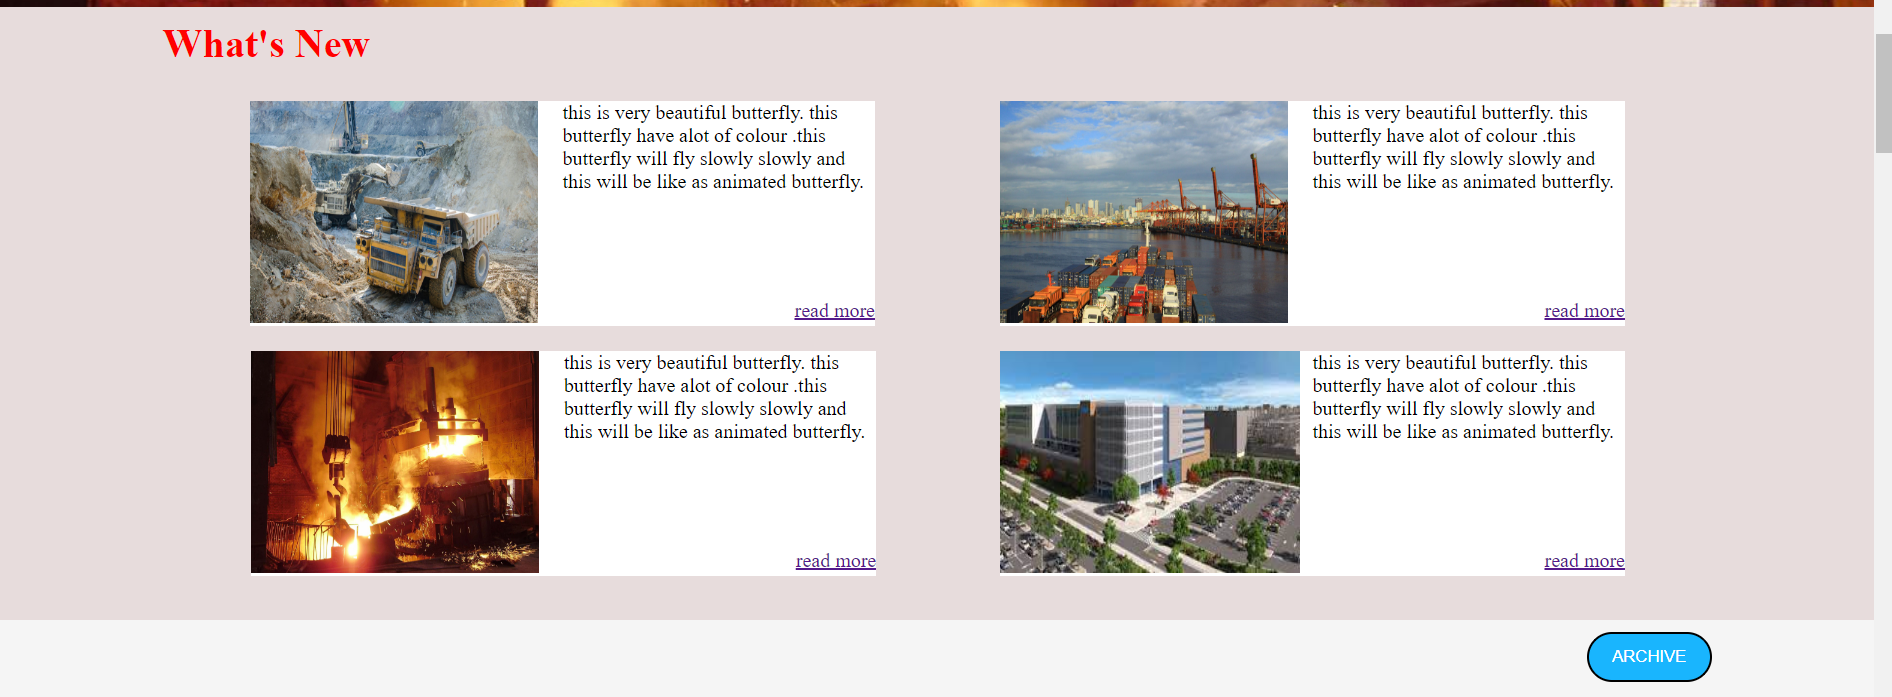 What's New
this is very beautiful butterfly. this
butterfly have alot of colour .this
butterfly will fly slowly slowly and
this will be like as animated butterfly.
read more
this is very beautiful butterfly. this
butterfly have alot of colour .this
butterfly will fly slowly slowly and
this will be like as animated butterfly.
read more
this is very beautiful butterfly. this
butterfly have alot of colour .this
butterfly will fly slowly slowly and
this will be like as animated butterfly.
read more
this is very beautiful butterfly. this
butterfly have alot of colour .this
butterfly will fly slowly slowly and
this will be like as animated butterfly.
read more
ARCHIVE